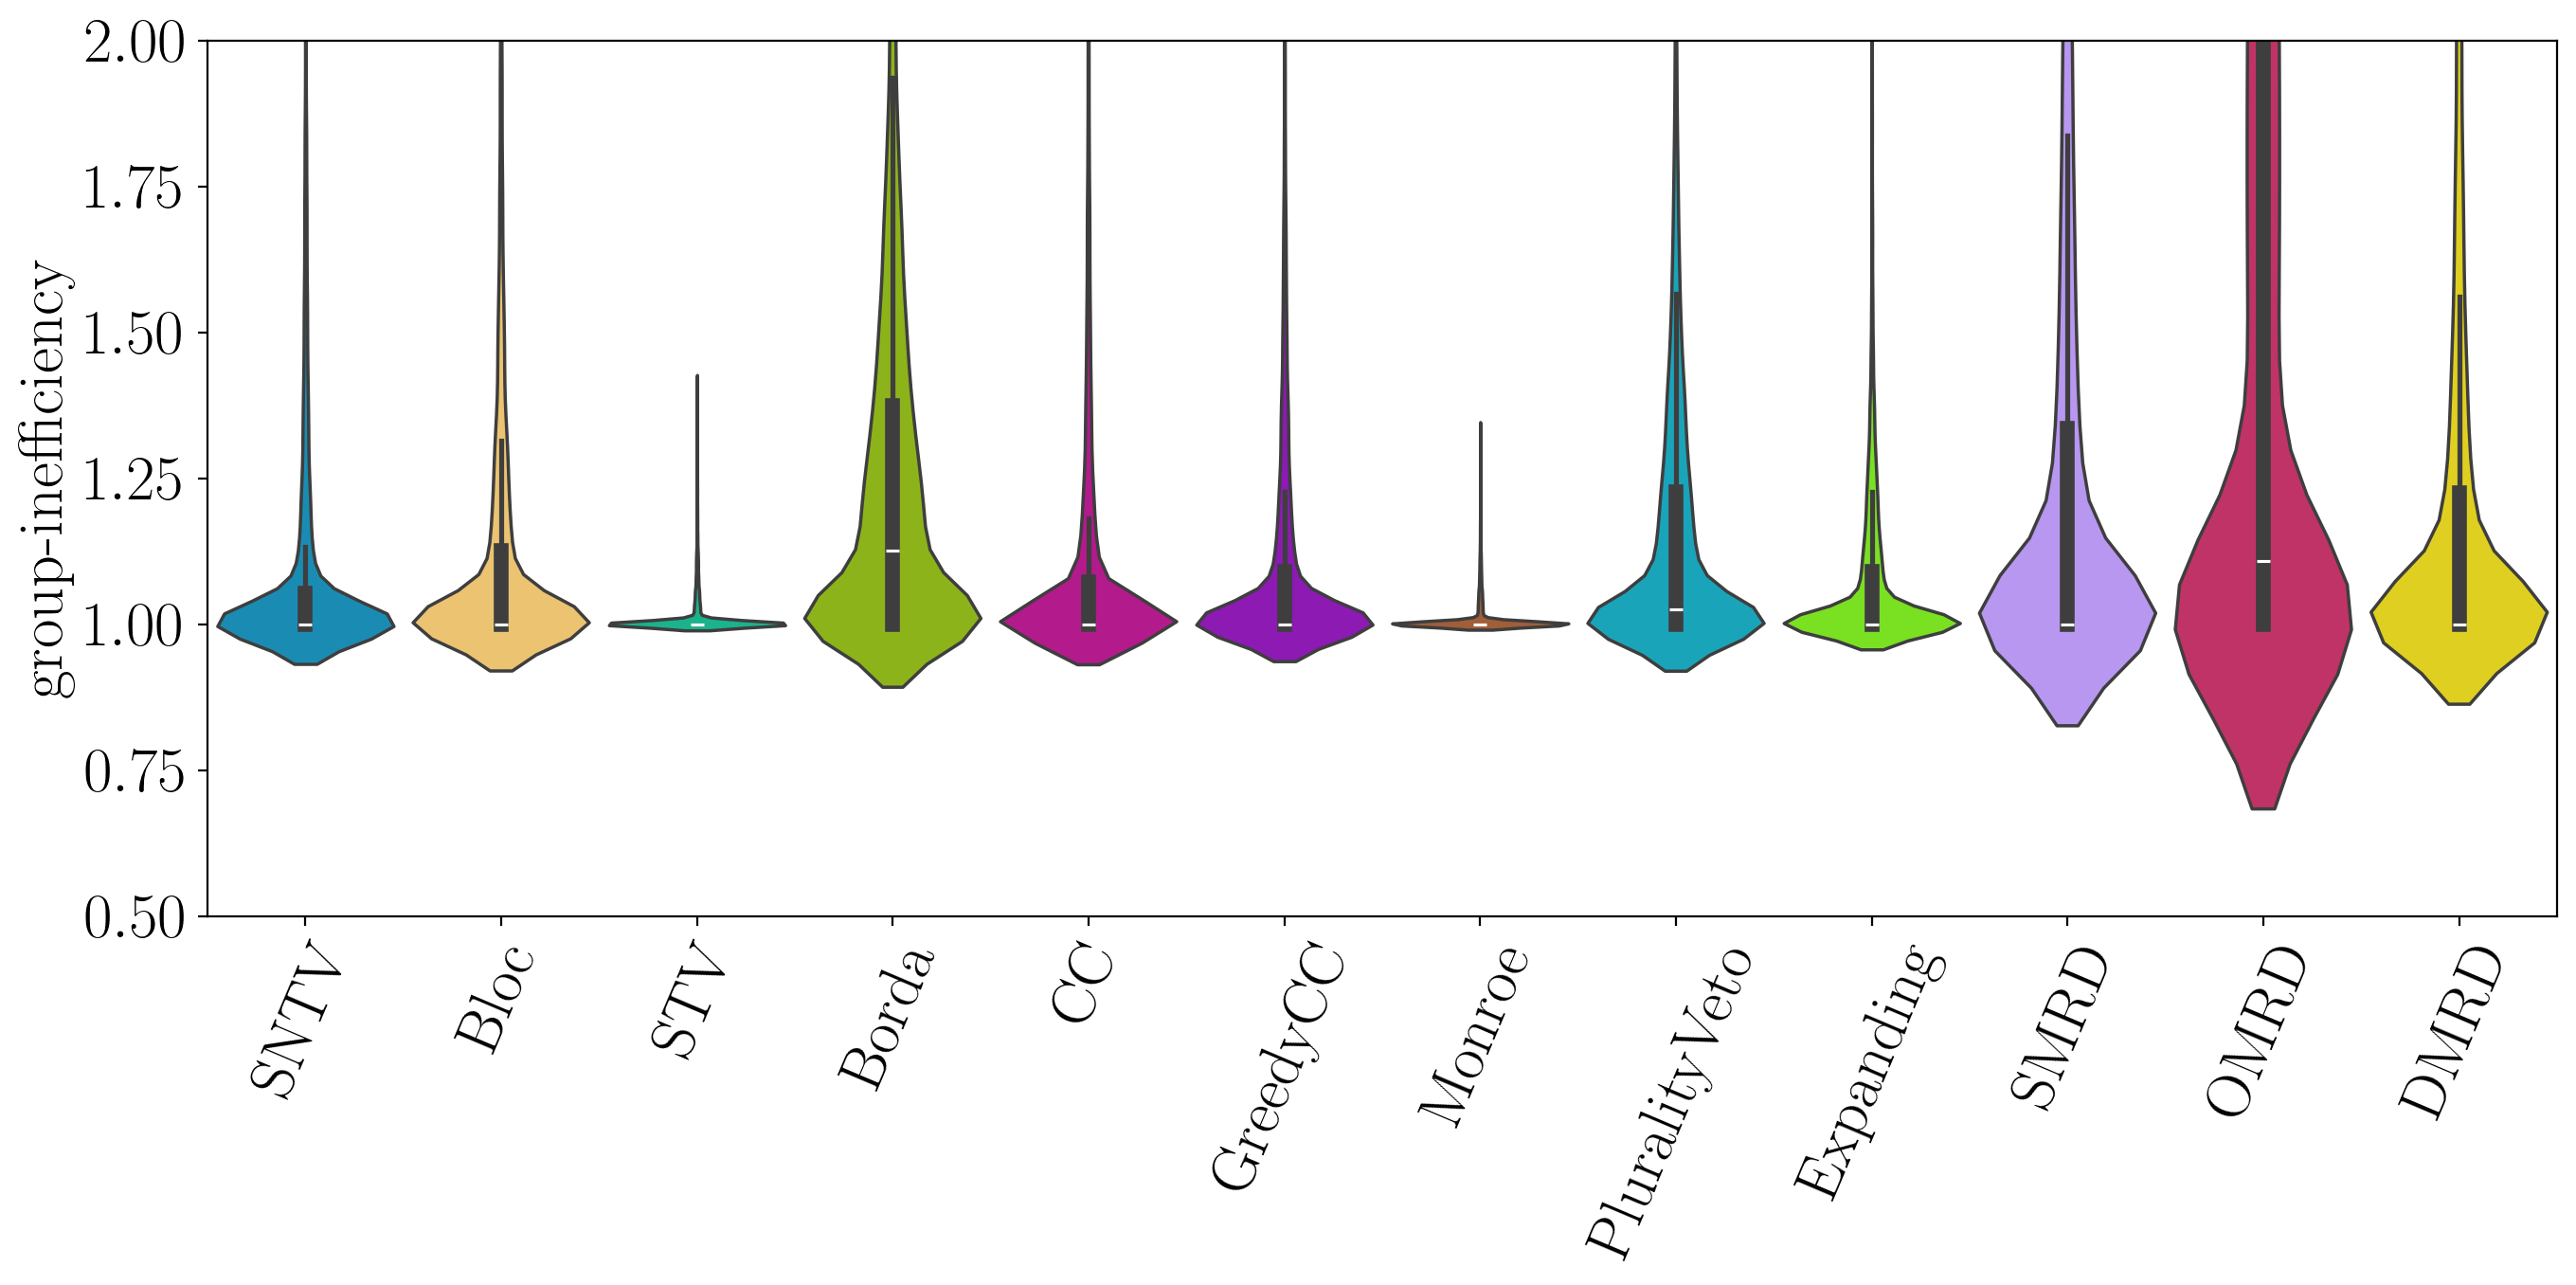 group-inefficiency
2.00
1.75
1.50
1.25
1.00
0.75
0.50
SNTV
Bloc
STV
Borda
CC
GreedyCC
Monroe
PluralityVeto
Expanding
SMRD
OMRD
DMRD